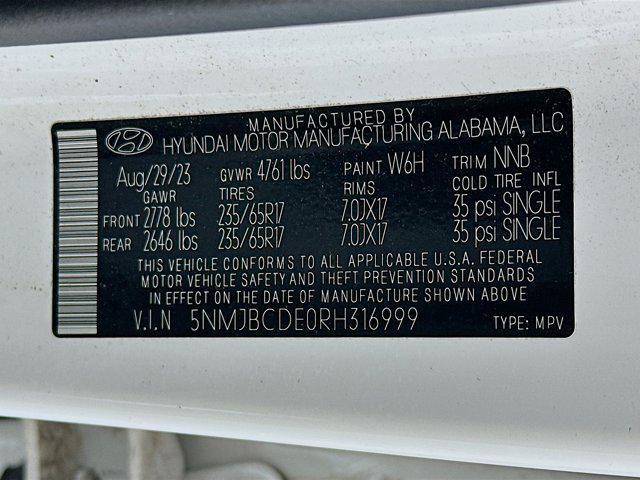 MANUFACTURED BY
HYUNDAI MOTOR MANUFACTURING ALABAMA, LLC
Aug/29/23 GVWR 4761 lbs PAINT W6H TRIM NNB
GAWR TIRES RIMS COLD TIRE INFL
FRONT 2778 lbs 235/65R17 7.0JX17 35 psi SINGLE
REAR 2646 lbs 235/65R17 7.0JX17 35 psi SINGLE
THIS VEHICLE CONFORMS TO ALL APPLICABLE U.S.A. FEDERAL
MOTOR VEHICLE SAFETY AND THEFT PREVENTION STANDARDS
IN EFFECT ON THE DATE OF MANUFACTURE SHOWN ABOVE
V.I.N 5NMJBCDE0RH316999 TYPE: MPV